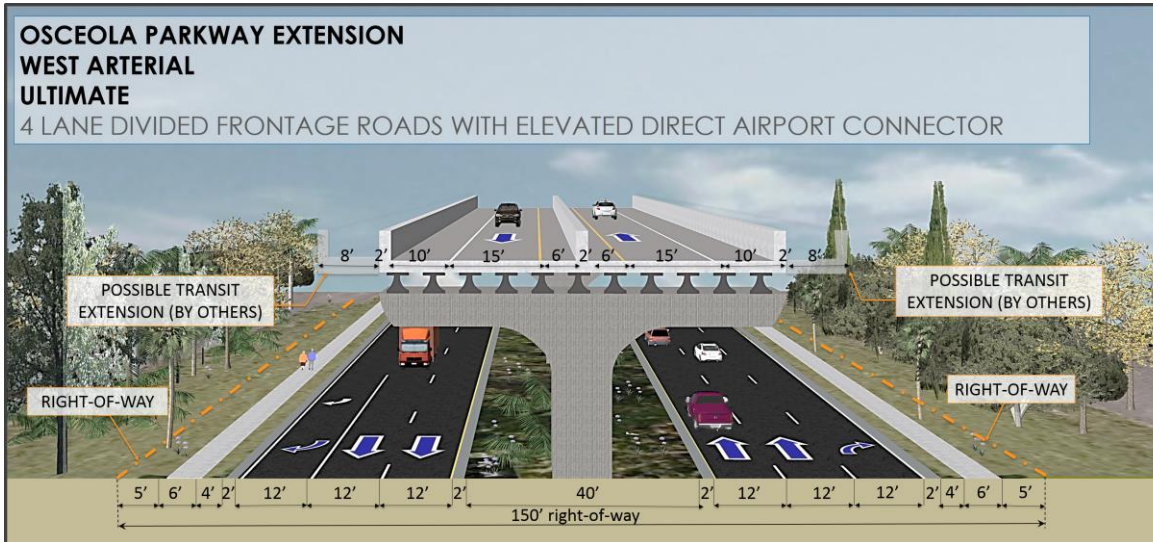 OSCEOLA PARKWAY EXTENSION
WEST ARTERIAL
ULTIMATE
4 LANE DIVIDED FRONTAGE ROADS WITH ELEVATED DIRECT AIRPORT CONNECTOR
8’ 2’ 10’ 15’ 6’ 2’ 6’ 15’ 10’ 2’ 8’
POSSIBLE TRANSIT
EXTENSION (BY OTHERS)
POSSIBLE TRANSIT
EXTENSION (BY OTHERS)
RIGHT-OF-WAY
RIGHT-OF-WAY
5’ 6’ 4’ 2’ 12’ 12’ 12’ 2’ 40’ 2’ 12’ 12’ 12’ 2’ 4’ 6’ 5’
150’ right-of-way